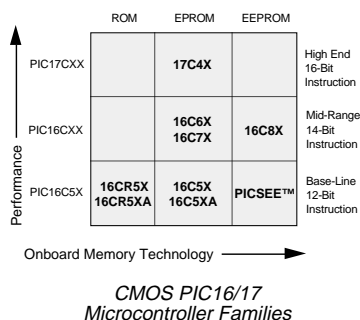 ROM EPROM EEPROM
PIC17CXX 17C4X High End
16-Bit
Instruction
PIC16CXX 16C6X
16C7X 16C8X Mid-Range
14-Bit
Instruction
PIC16C5X 16CR5X
16CR5XA 16C5X
16C5XA PICSEE™ Base-Line
12-Bit
Instruction
Performance
Onboard Memory Technology
CMOS PIC16/17
Microcontroller Families